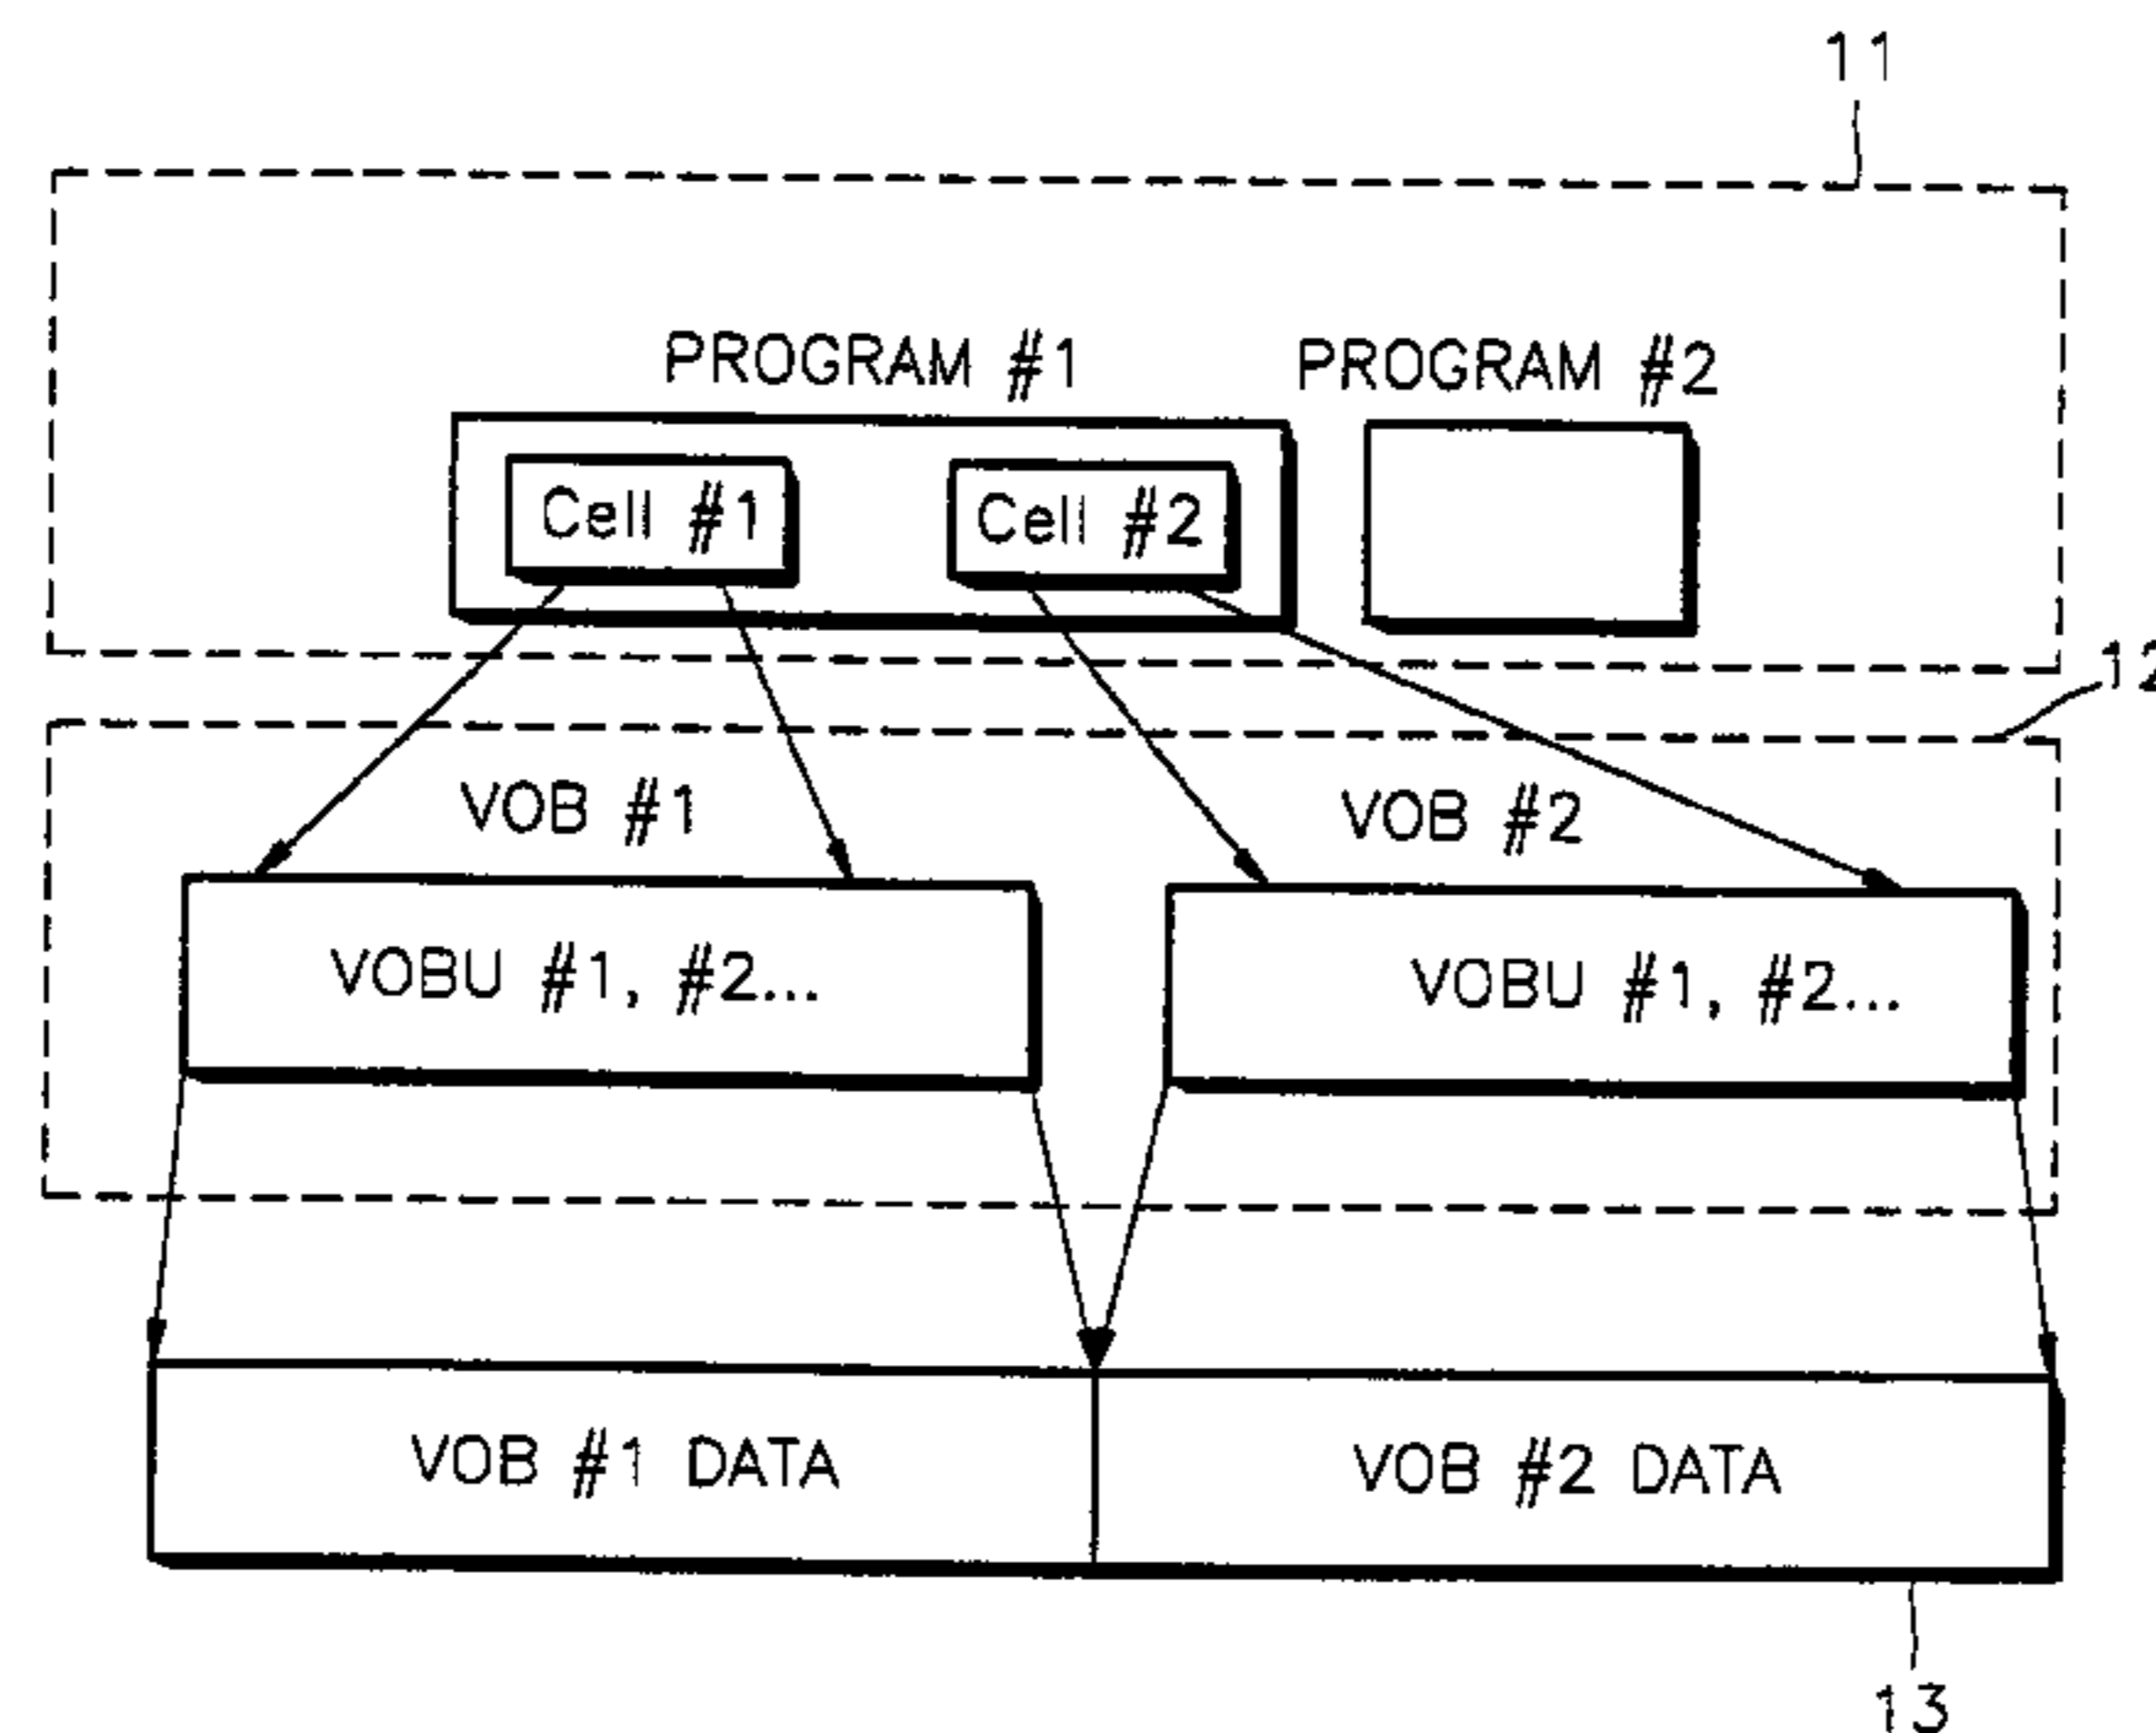 11
PROGRAM #1
PROGRAM #2
Cell #1
Cell #2
12
VOB #1
VOB #2
VOBU #1, #2...
VOBU #1, #2...
VOB #1 DATA
VOB #2 DATA
13